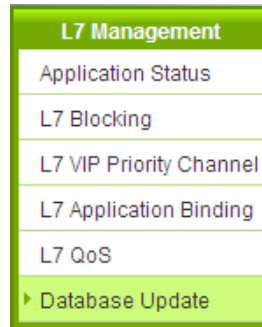 L7 Management
Application Status
L7 Blocking
L7 VIP Priority Channel
L7 Application Binding
L7 QoS
Database Update